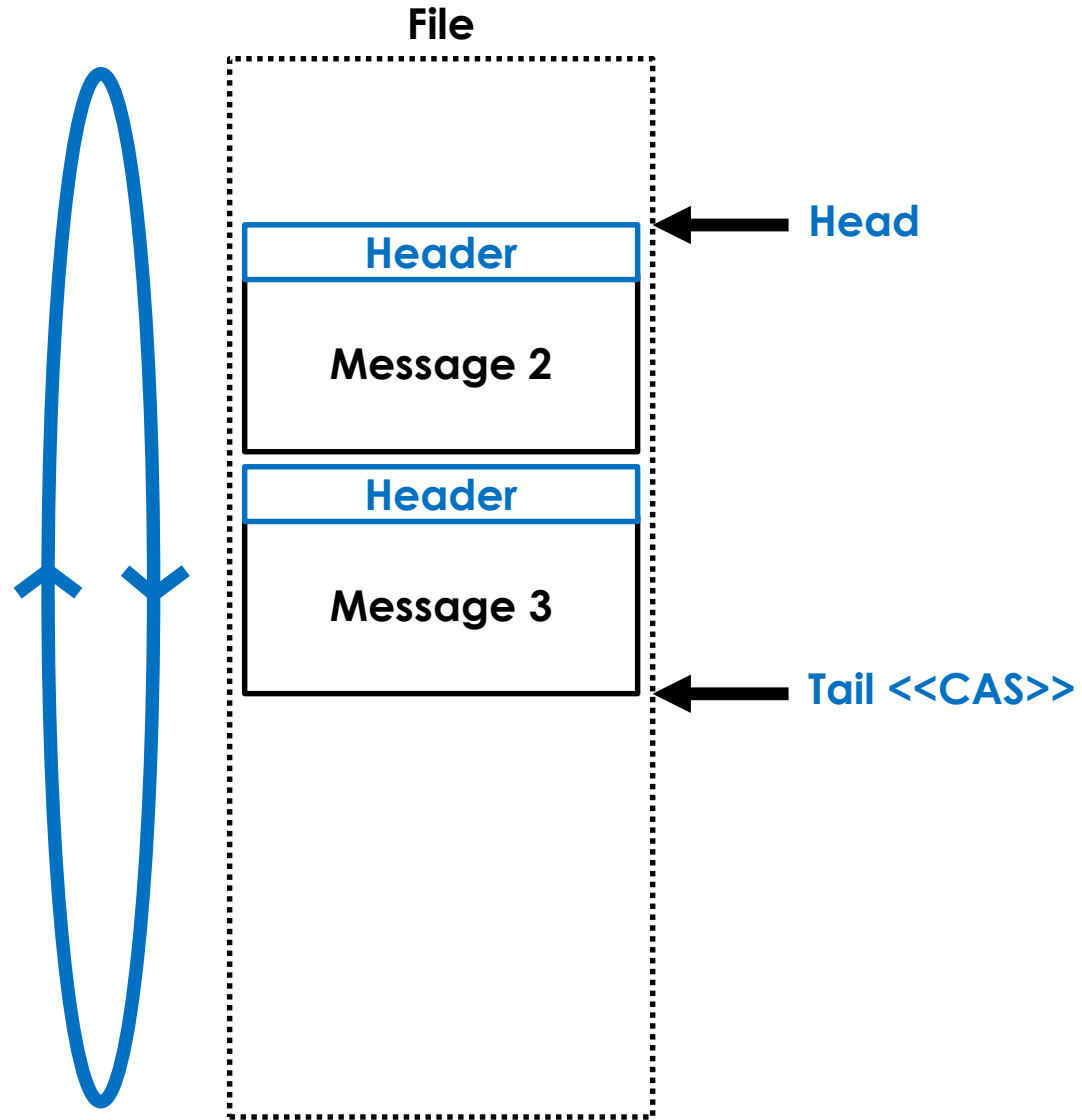 File
Head
Header
Message 2
Header
Message 3
Tail <<CAS>>